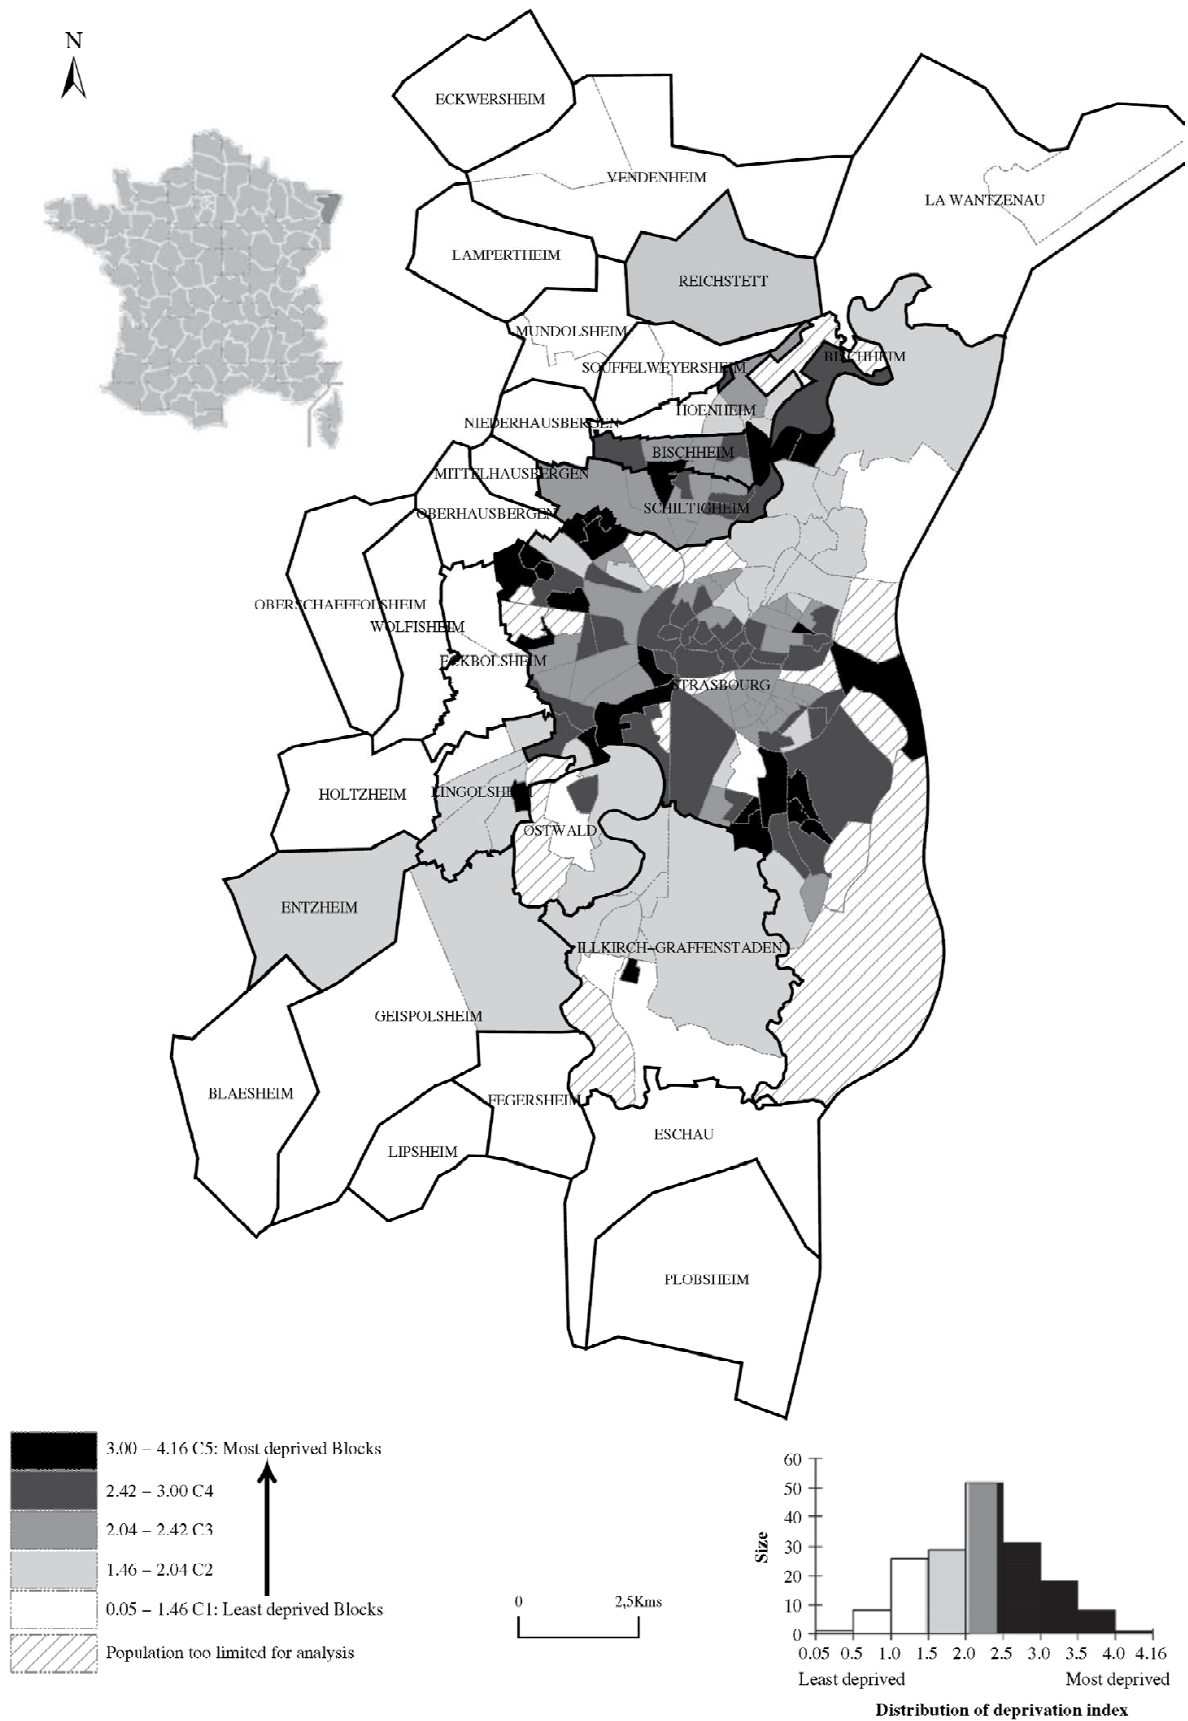 N
ECKWERSHEIM
VENDENHEIM
LA WANTZENAU
LAMPERTHEIM
REICHSTETT
MUNDOLSHEIM
BISCHHEIM
SOUFFELWEYERSHEIM
HOENHEIM
NIEDERHAUSBERGEN
BISCHHEIM
MITTELHAUSBERGEN
SCHILTIGHEIM
OBERHAUSBERGEN
OBERSCHAEFFOLSHEIM
WOLFISHEIM
ECKBOLSHEIM
STRASBOURG
HOLTZHEIM
LINGOLSHEIM
OSTWALD
ENTZHEIM
ILLKIRCH-GRAFFENSTADEN
GEISPOLSHEIM
BLAESHEIM
FEGERSHEIM
ESCHAU
LIPSHEIM
PLOBSHEIM
3.00 – 4.16 C5: Most deprived Blocks
2.42 – 3.00 C4
2.04 – 2.42 C3
1.46 – 2.04 C2
0.05 – 1.46 C1: Least deprived Blocks
Population too limited for analysis
0 2,5Kms
Size
60
50
40
30
20
10
0
0.05 0.5 1.0 1.5 2.0 2.5 3.0 3.5 4.0 4.16
Least deprived Most deprived
Distribution of deprivation index